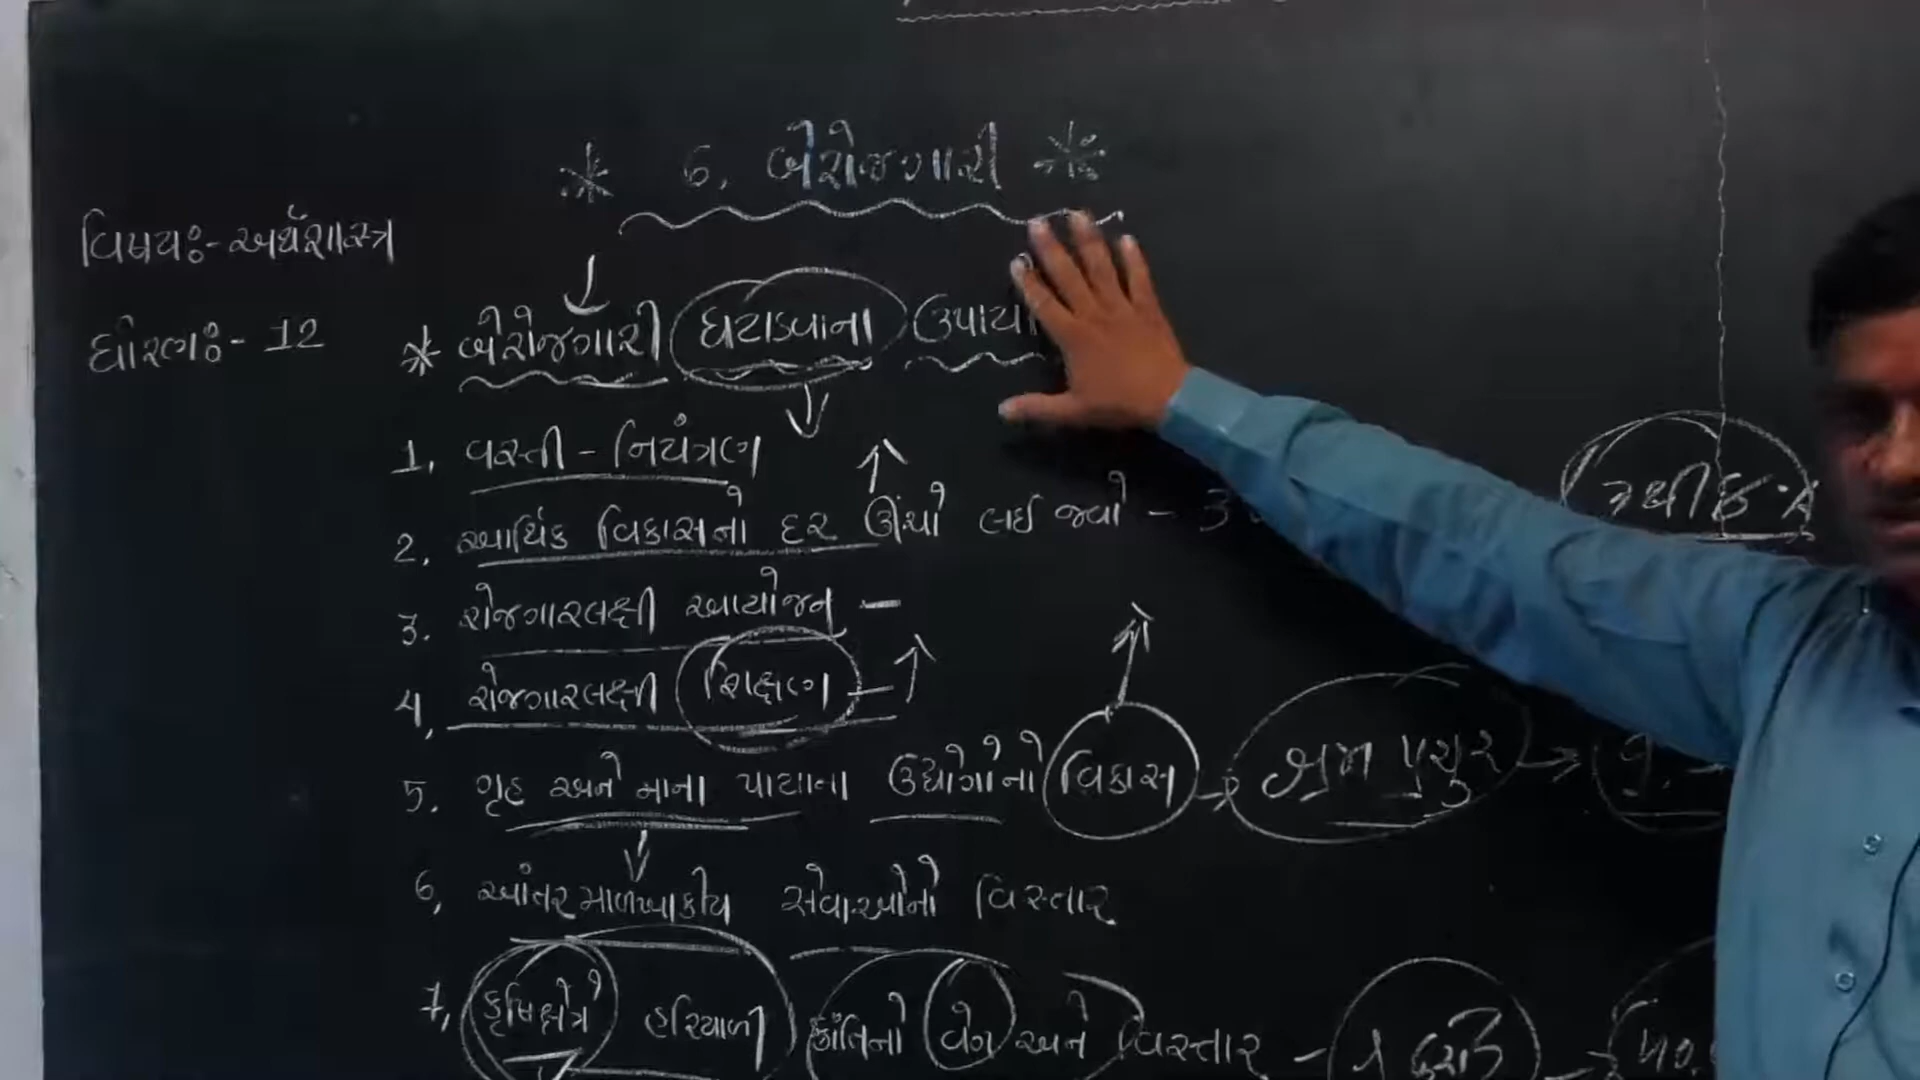 * 6. બેરોજગારી *
વિષય:- અર્થશાસ્ત્ર
ધોરણ:- 12
* બેરોજગારી ઘટાડવાના ઉપાયો
1. વસ્તી - નિયંત્રણ
2. આર્થિક વિકાસનો દર ઊંચો લઈ જવો -
3. રોજગારલક્ષી આયોજન -
4. રોજગારલક્ષી શિક્ષણ -
5. ગૃહ અને નાના પાયાના ઉદ્યોગોનો વિકાસ → શ્રમ પ્રચુર →
6. આંતરમાળખાકીય સેવાઓનો વિસ્તાર
7. કૃષિક્ષેત્રે હરિયાળી ક્રાંતિનો વેગ અને વિસ્તાર -